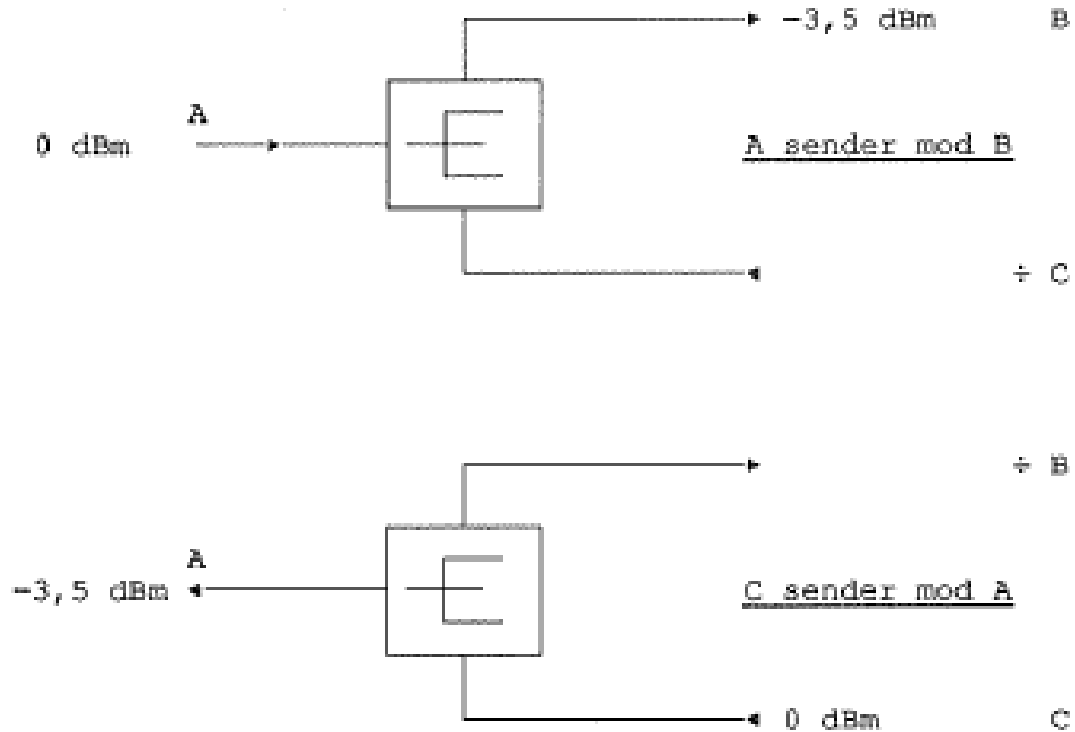 −3,5 dBm B
A
0 dBm
A sender mod B
÷ C
÷ B
A
−3,5 dBm
C sender mod A
0 dBm C